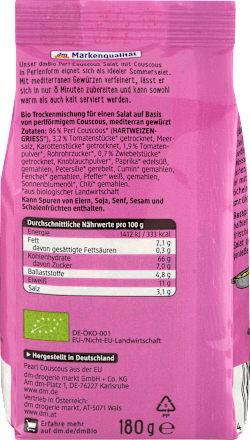 dm Markenqualität
Unser dmBio Perl Couscous Salat mit Couscous
in Perlenform eignet sich als idealer Sommersalat.
Mit mediterranen Gewürzen verfeinert, lässt er
sich in nur 8 Minuten zubereiten und kann sowohl
warm als auch kalt serviert werden.
Bio Trockenmischung für einen Salat auf Basis
von perlförmigem Couscous, mediterran gewürzt
Zutaten: 86 % Perl Couscous* (HARTWEIZEN-
GRIESS*), 3,2% Tomatenstücke* getrocknet, Meer-
salz, Karottenstücke* getrocknet, 1,9% Tomaten-
pulver*, Rohrohrzucker*, 0,7% Zwiebeln*
getrocknet, Knoblauchpulver*, Paprika* edelsüß,
gemahlen, Petersilie* gerebelt, Cumin* gemahlen,
Fenchel* gemahlen, Pfeffer* weiß, gemahlen,
Sonnenblumenöl*, Chili* gemahlen.
*aus biologischer Landwirtschaft
Kann Spuren von Eiern, Soja, Senf, Sesam und
Schalenfrüchten enthalten.
Durchschnittliche Nährwerte pro 100 g
Energie 1412 kJ / 333 kcal
Fett 2,1 g
davon gesättigte Fettsäuren 0,3 g
Kohlenhydrate 66 g
davon Zucker 7,0 g
Ballaststoffe 4,8 g
Eiweiß 11 g
Salz 3,1 g
DE-ÖKO-001
EU-/Nicht-EU-Landwirtschaft
Hergestellt in Deutschland
Pearl Couscous aus der EU
dm-drogerie markt GmbH + Co. KG
Am dm-Platz 1, DE-76227 Karlsruhe
www.dm.de
Vertrieb in Österreich:
dm drogerie markt, AT-5071 Wals
www.dm.at
Mehr erfahren
auf dm.de/dmBio
180 g e